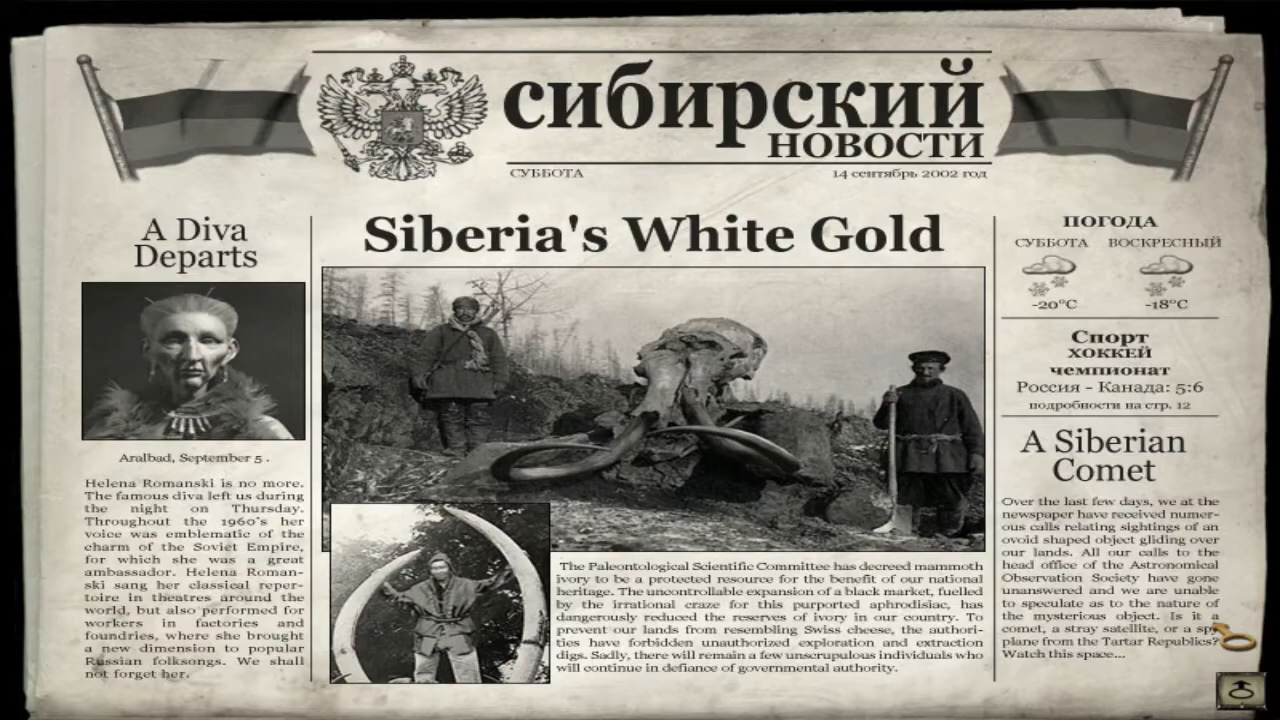 сибирский
НОВОСТИ
СУББОТА
14 сентябрь 2002 год
A Diva
Departs
Aralbad, September 5 .
Helena Romanski is no more.
The famous diva left us during
the night on Thursday.
Throughout the 1960's her
voice was emblematic of the
charm of the Soviet Empire,
for which she was a great
ambassador. Helena Roman-
ski sang her classical reper-
toire in theatres around the
world, but also performed for
workers in factories and
foundries, where she brought
a new dimension to popular
Russian folksongs. We shall
not forget her.
Siberia's White Gold
The Paleontological Scientific Committee has decreed mammoth
ivory to be a protected resource for the benefit of our national
heritage. The uncontrollable expansion of a black market, fuelled
by the irrational craze for this purported aphrodisiac, has
dangerously reduced the reserves of ivory in our country. To
prevent our lands from resembling Swiss cheese, the authori-
ties have forbidden unauthorized exploration and extraction
digs. Sadly, there will remain a few unscrupulous individuals who
will continue in defiance of governmental authority.
ПОГОДА
СУББОТА ВОСКРЕСНЫЙ
-20°C -18°C
Спорт
ХОККЕЙ
чемпионат
Россия - Канада: 5:6
подробности на стр. 12
A Siberian
Comet
Over the last few days, we at the
newspaper have received numer-
ous calls relating sightings of an
ovoid shaped object gliding over
our lands. All our calls to the
head office of the Astronomical
Observation Society have gone
unanswered and we are unable
to speculate as to the nature of
the mysterious object. Is it a
comet, a stray satellite, or a spy
plane from the Tartar Republics?
Watch this space...